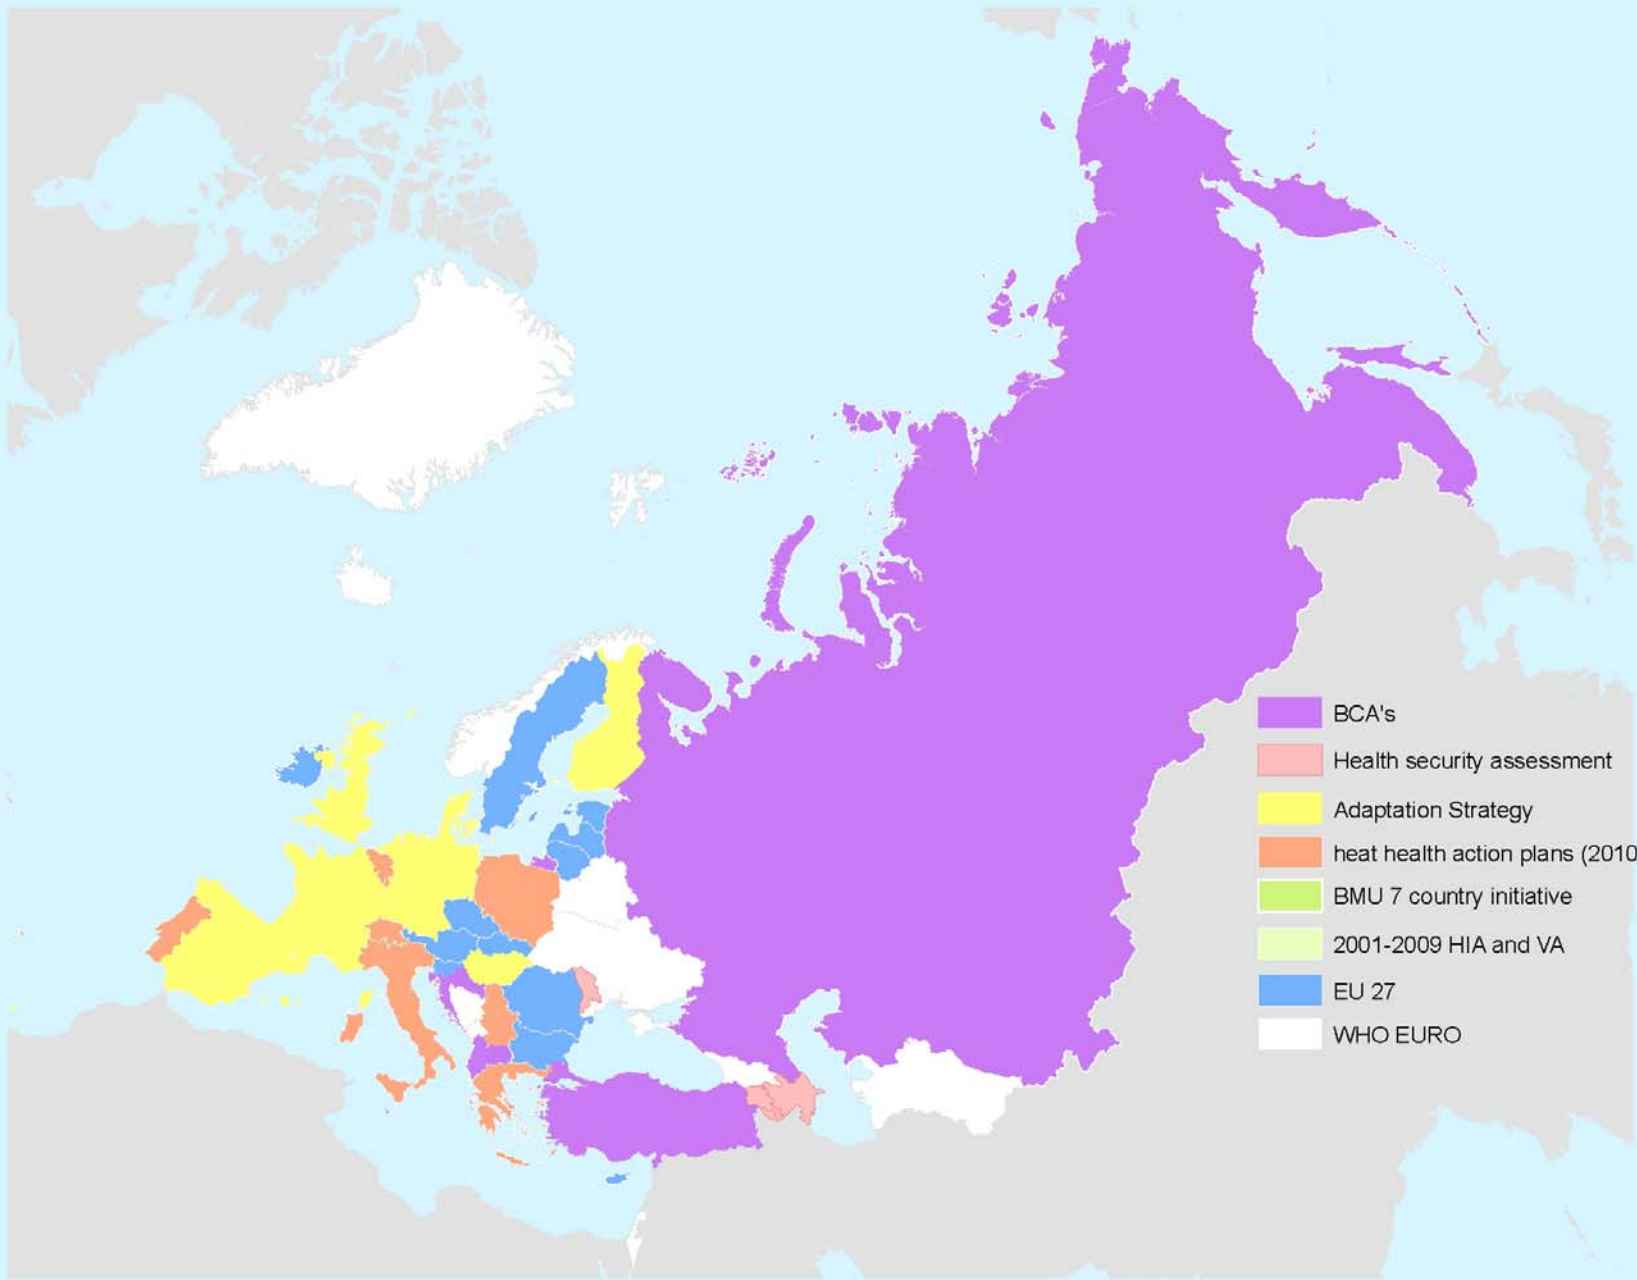 BCA's
Health security assessment
Adaptation Strategy
heat health action plans (2010
BMU 7 country initiative
2001-2009 HIA and VA
EU 27
WHO EURO